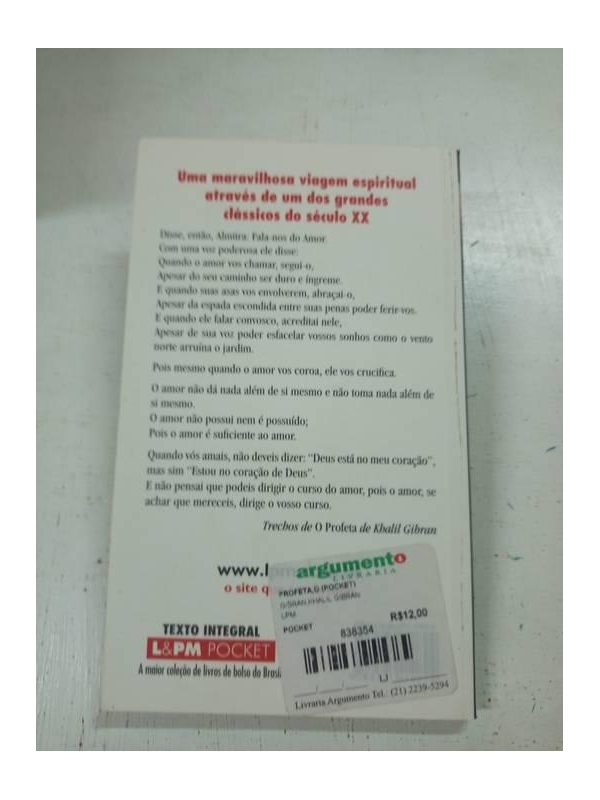 Uma maravilhosa viagem espiritual
através de um dos grandes
clássicos do século XX
Disse, então, Almitra: Fala-nos do Amor
Com uma voz poderosa ele disse:
Quando o amor vos chamar, segui-o,
Apesar do seu caminho ser duro e íngreme.
E quando suas asas vos envolverem, abraçai-o,
Apesar da espada escondida entre suas penas poder ferir-vos.
E quando ele falar convosco, acreditai nele,
Apesar de sua voz poder esfacelar vossos sonhos como o vento
norte arruína o jardim.
Pois mesmo quando o amor vos coroa, ele vos crucifica.
O amor não dá nada além de si mesmo e não toma nada além de
si mesmo.
O amor não possui nem é possuído;
Pois o amor é suficiente ao amor.
Quando vós amais, não deveis dizer: "Deus está no meu coração",
mas sim "Estou no coração de Deus".
E não pensai que podeis dirigir o curso do amor, pois o amor, se
achar que mereceis, dirige o vosso curso.
Trechos de O Profeta de Khalil Gibran
www.lpm
o site q
argumento
LIVRARIA
PROFETA,O (POCKET)
GIBRAN,KHALIL GIBRAN
LPM
POCKET
R$12,00
838354
LJ
Livraria Argumento Tel. (21) 2239-5294
TEXTO INTEGRAL
L&PM POCKET
A maior coleção de livros de bolso do Brasil